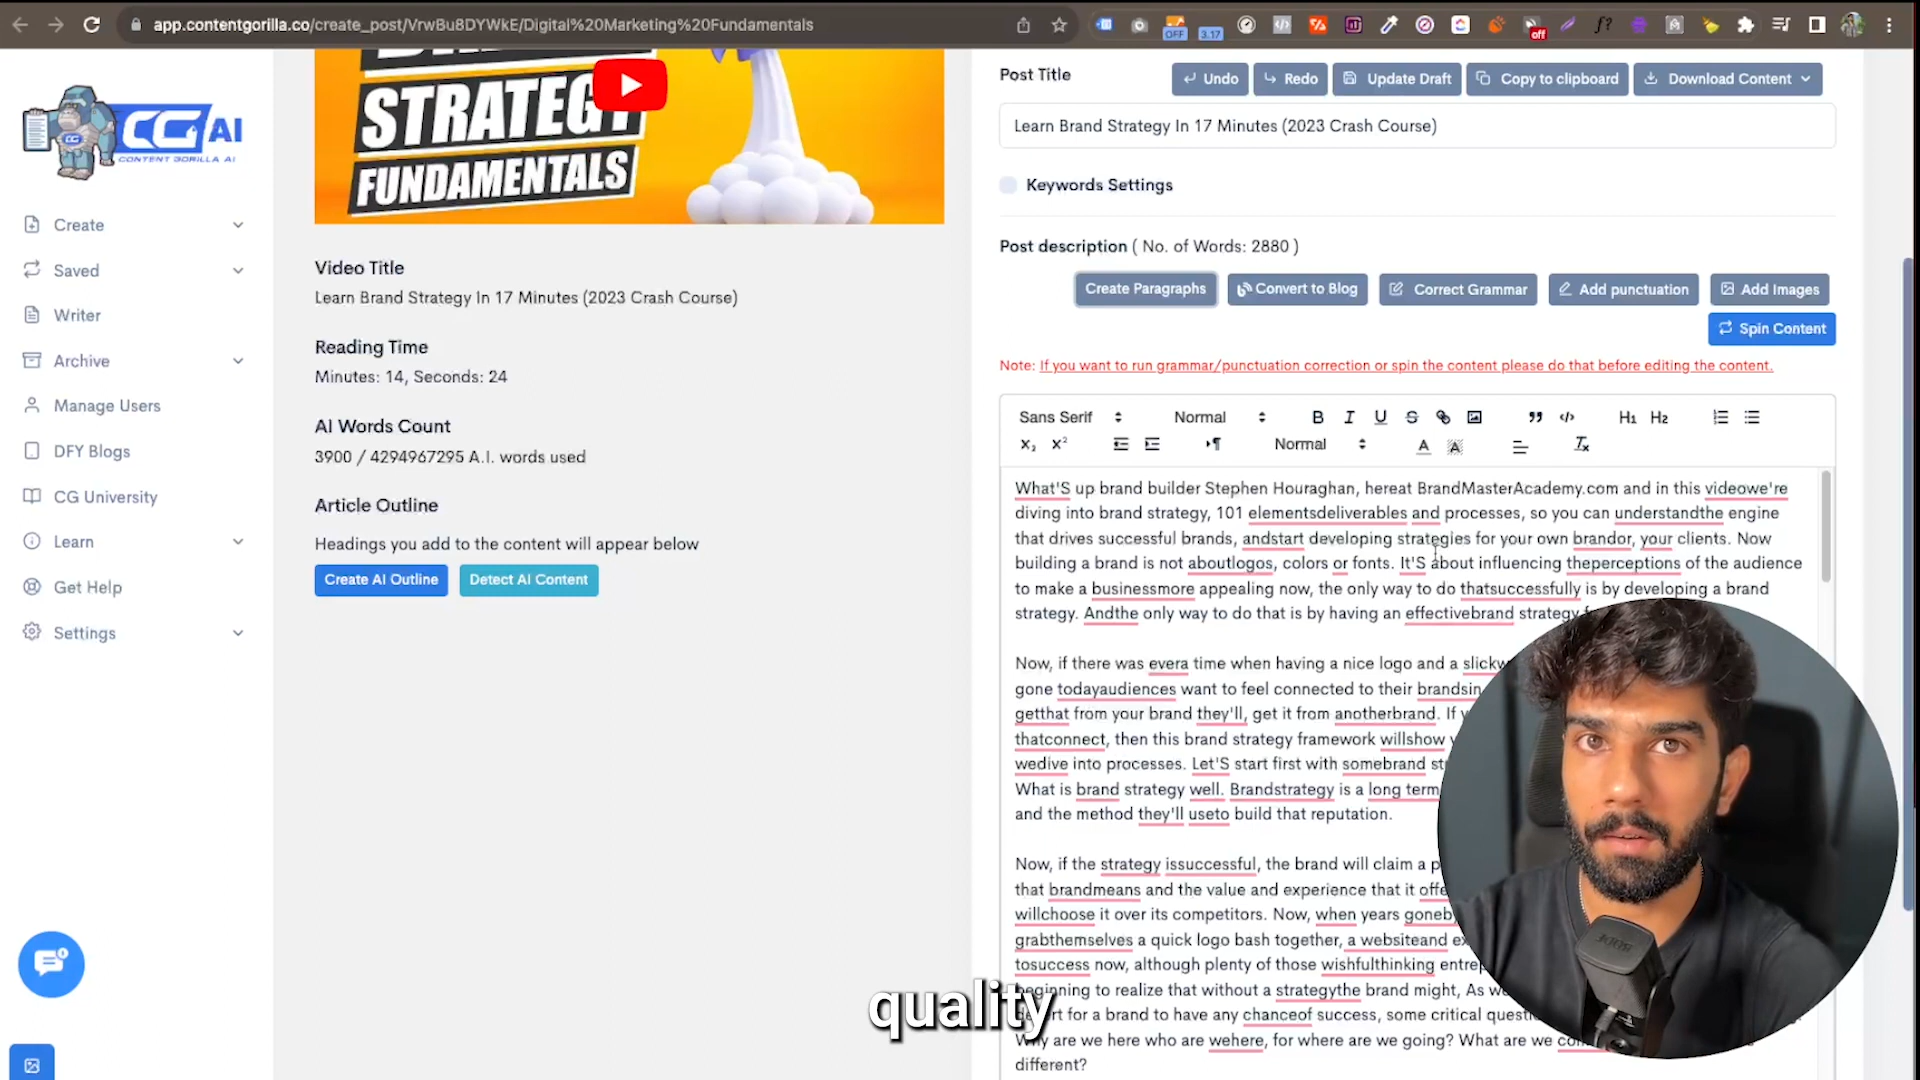 app.contentgorilla.co/create_post/VrwBu8DYWkE/Digital%20Marketing%20Fundamentals
OFF
3.17
off
f?
CG AI
CONTENT GORILLA AI
Create
Saved
Writer
Archive
Manage Users
DFY Blogs
CG University
Learn
Get Help
Settings
STRATEGY
FUNDAMENTALS
Video Title
Learn Brand Strategy In 17 Minutes (2023 Crash Course)
Reading Time
Minutes: 14, Seconds: 24
AI Words Count
3900 / 4294967295 A.I. words used
Article Outline
Headings you add to the content will appear below
Create AI Outline
Detect AI Content
Post Title
Undo
Redo
Update Draft
Copy to clipboard
Download Content
Learn Brand Strategy In 17 Minutes (2023 Crash Course)
Keywords Settings
Post description ( No. of Words: 2880 )
Create Paragraphs
Convert to Blog
Correct Grammar
Add punctuation
Add Images
Spin Content
Note: If you want to run grammar/punctuation correction or spin the content please do that before editing the content.
Sans Serif
Normal
B I U S
H1 H2
X2 X2
Normal
A A
What'S up brand builder Stephen Houraghan, hereat BrandMasterAcademy.com and in this videowe're
diving into brand strategy, 101 elementsdeliverables and processes, so you can understandthe engine
that drives successful brands, andstart developing strategies for your own brandor, your clients. Now
building a brand is not aboutlogos, colors or fonts. It'S about influencing theperceptions of the audience
to make a businessmore appealing now, the only way to do thatsuccessfully is by developing a brand
strategy. Andthe only way to do that is by having an effectivebrand strategy
Now, if there was evera time when having a nice logo and a
gone todayaudiences want to feel connected to their brandsin
getthat from your brand they'll, get it from anotherbrand. If
thatconnect, then this brand strategy framework willshow
wedive into processes. Let'S start first with somebrand
What is brand strategy well. Brandstrategy is a long term
and the method they'll useto build that reputation.
Now, if the strategy issuccessful, the brand will claim a
that brandmeans and the value and experience that it
willchoose it over its competitors. Now, when years
grabthemselves a quick logo bash together, a websiteand
tosuccess now, although plenty of those wishfulthinking
beginning to realize that without a strategythe brand might, As
for a brand to have any chanceof success, some critical
Why are we here who are wehere, for where are we going? What are we
different?
quality